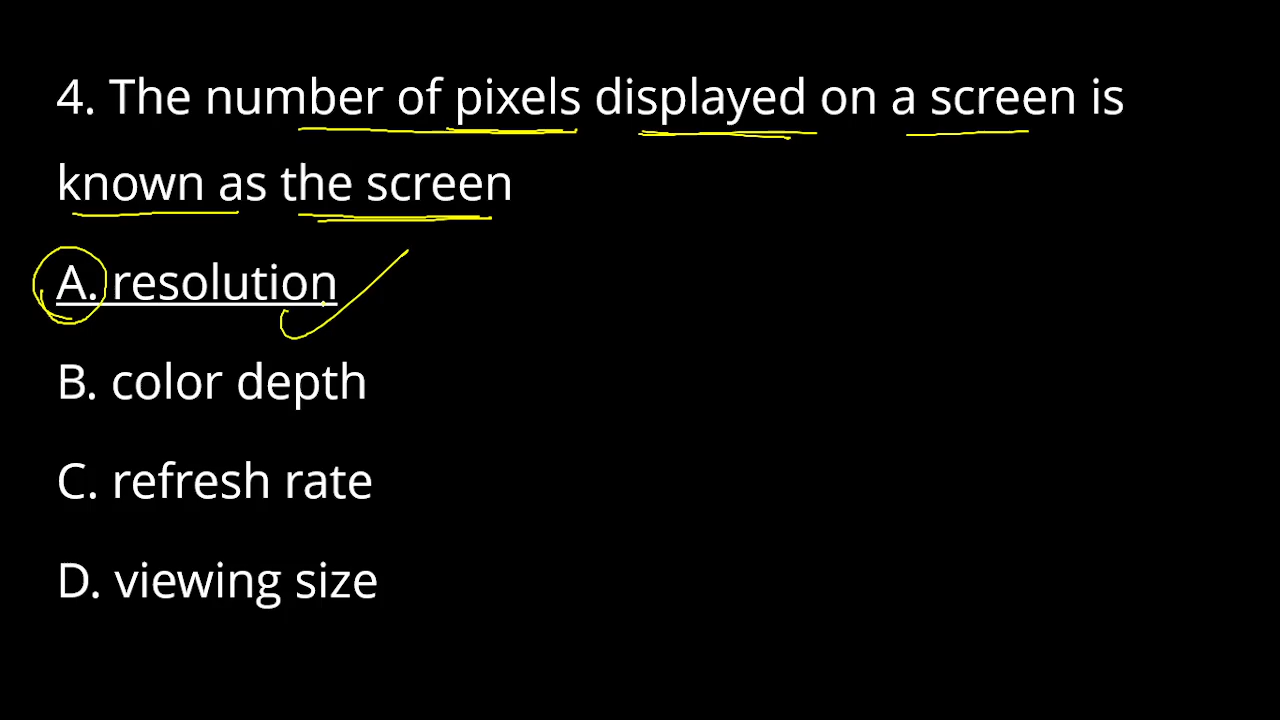 4. The number of pixels displayed on a screen is
known as the screen
A. resolution
B. color depth
C. refresh rate
D. viewing size